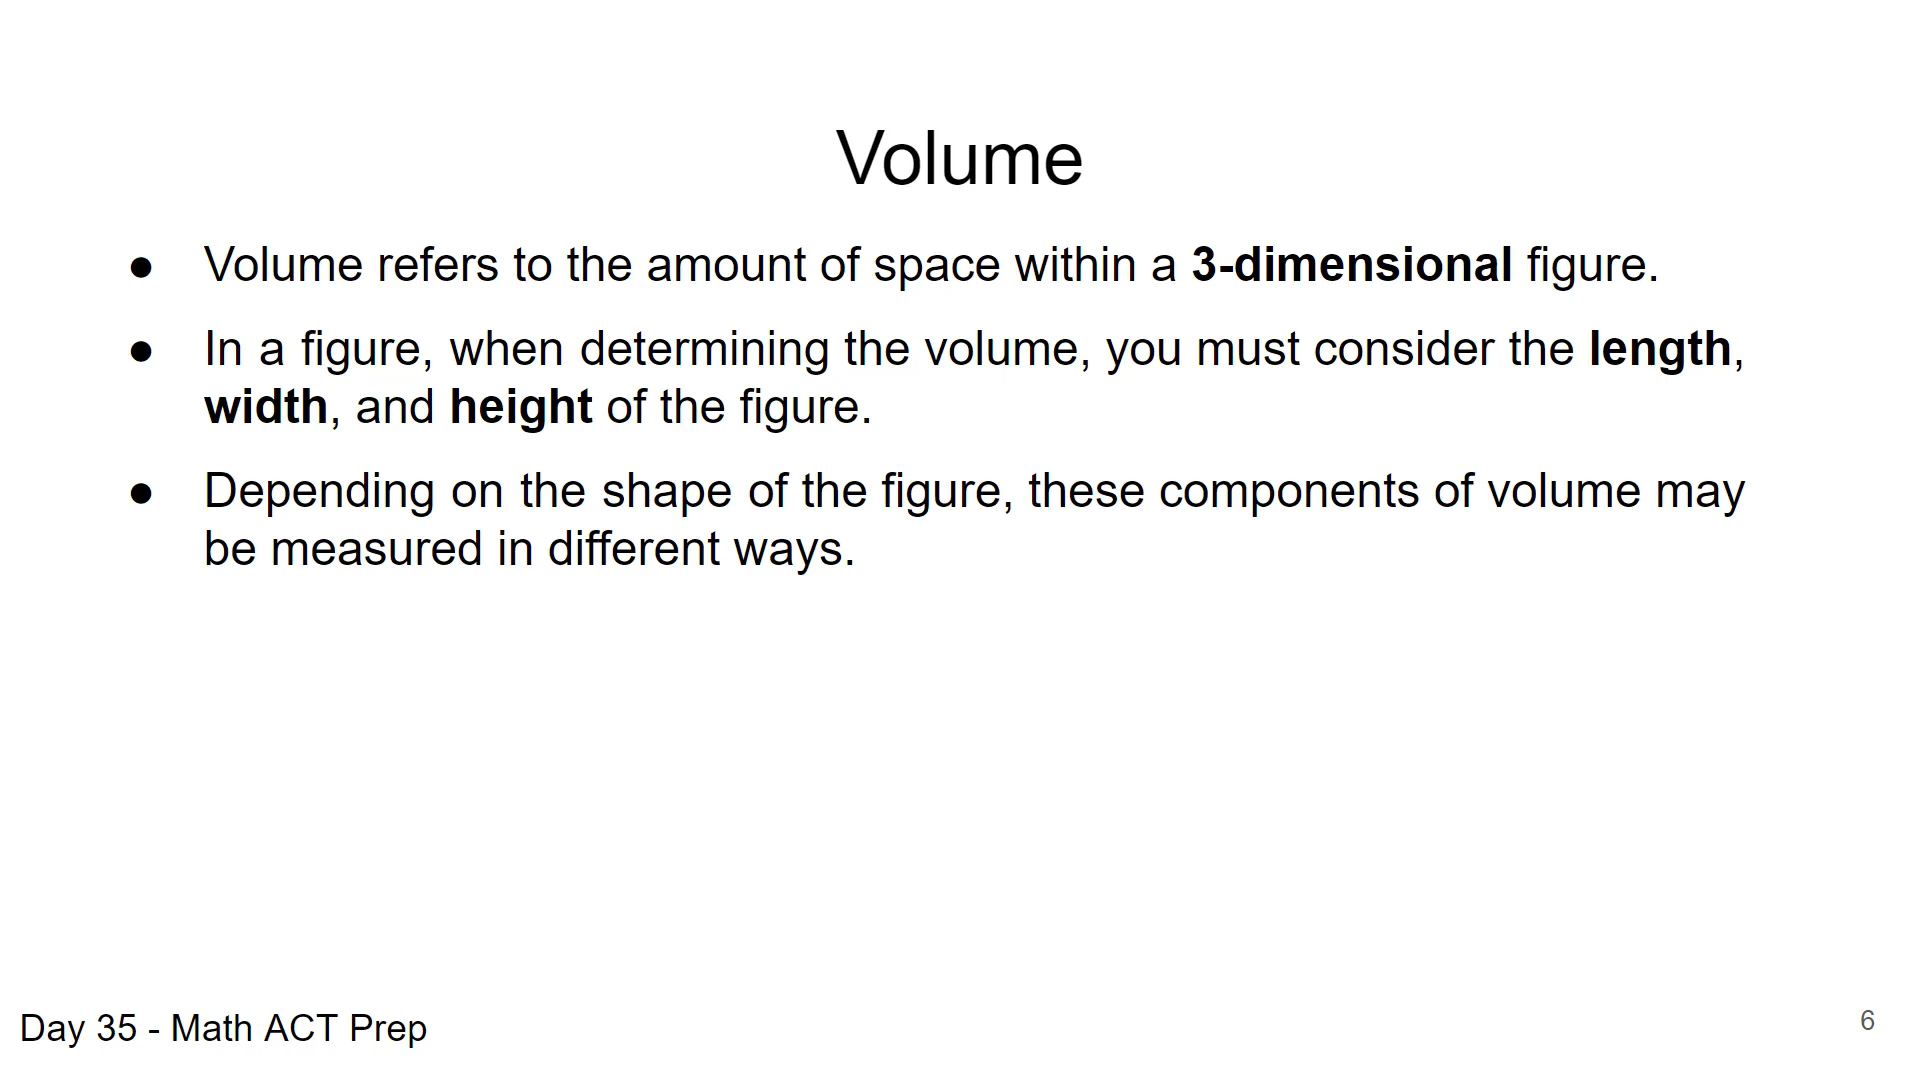 Volume
● Volume refers to the amount of space within a 3-dimensional figure.
● In a figure, when determining the volume, you must consider the length,
width, and height of the figure.
● Depending on the shape of the figure, these components of volume may
be measured in different ways.
Day 35 - Math ACT Prep
6